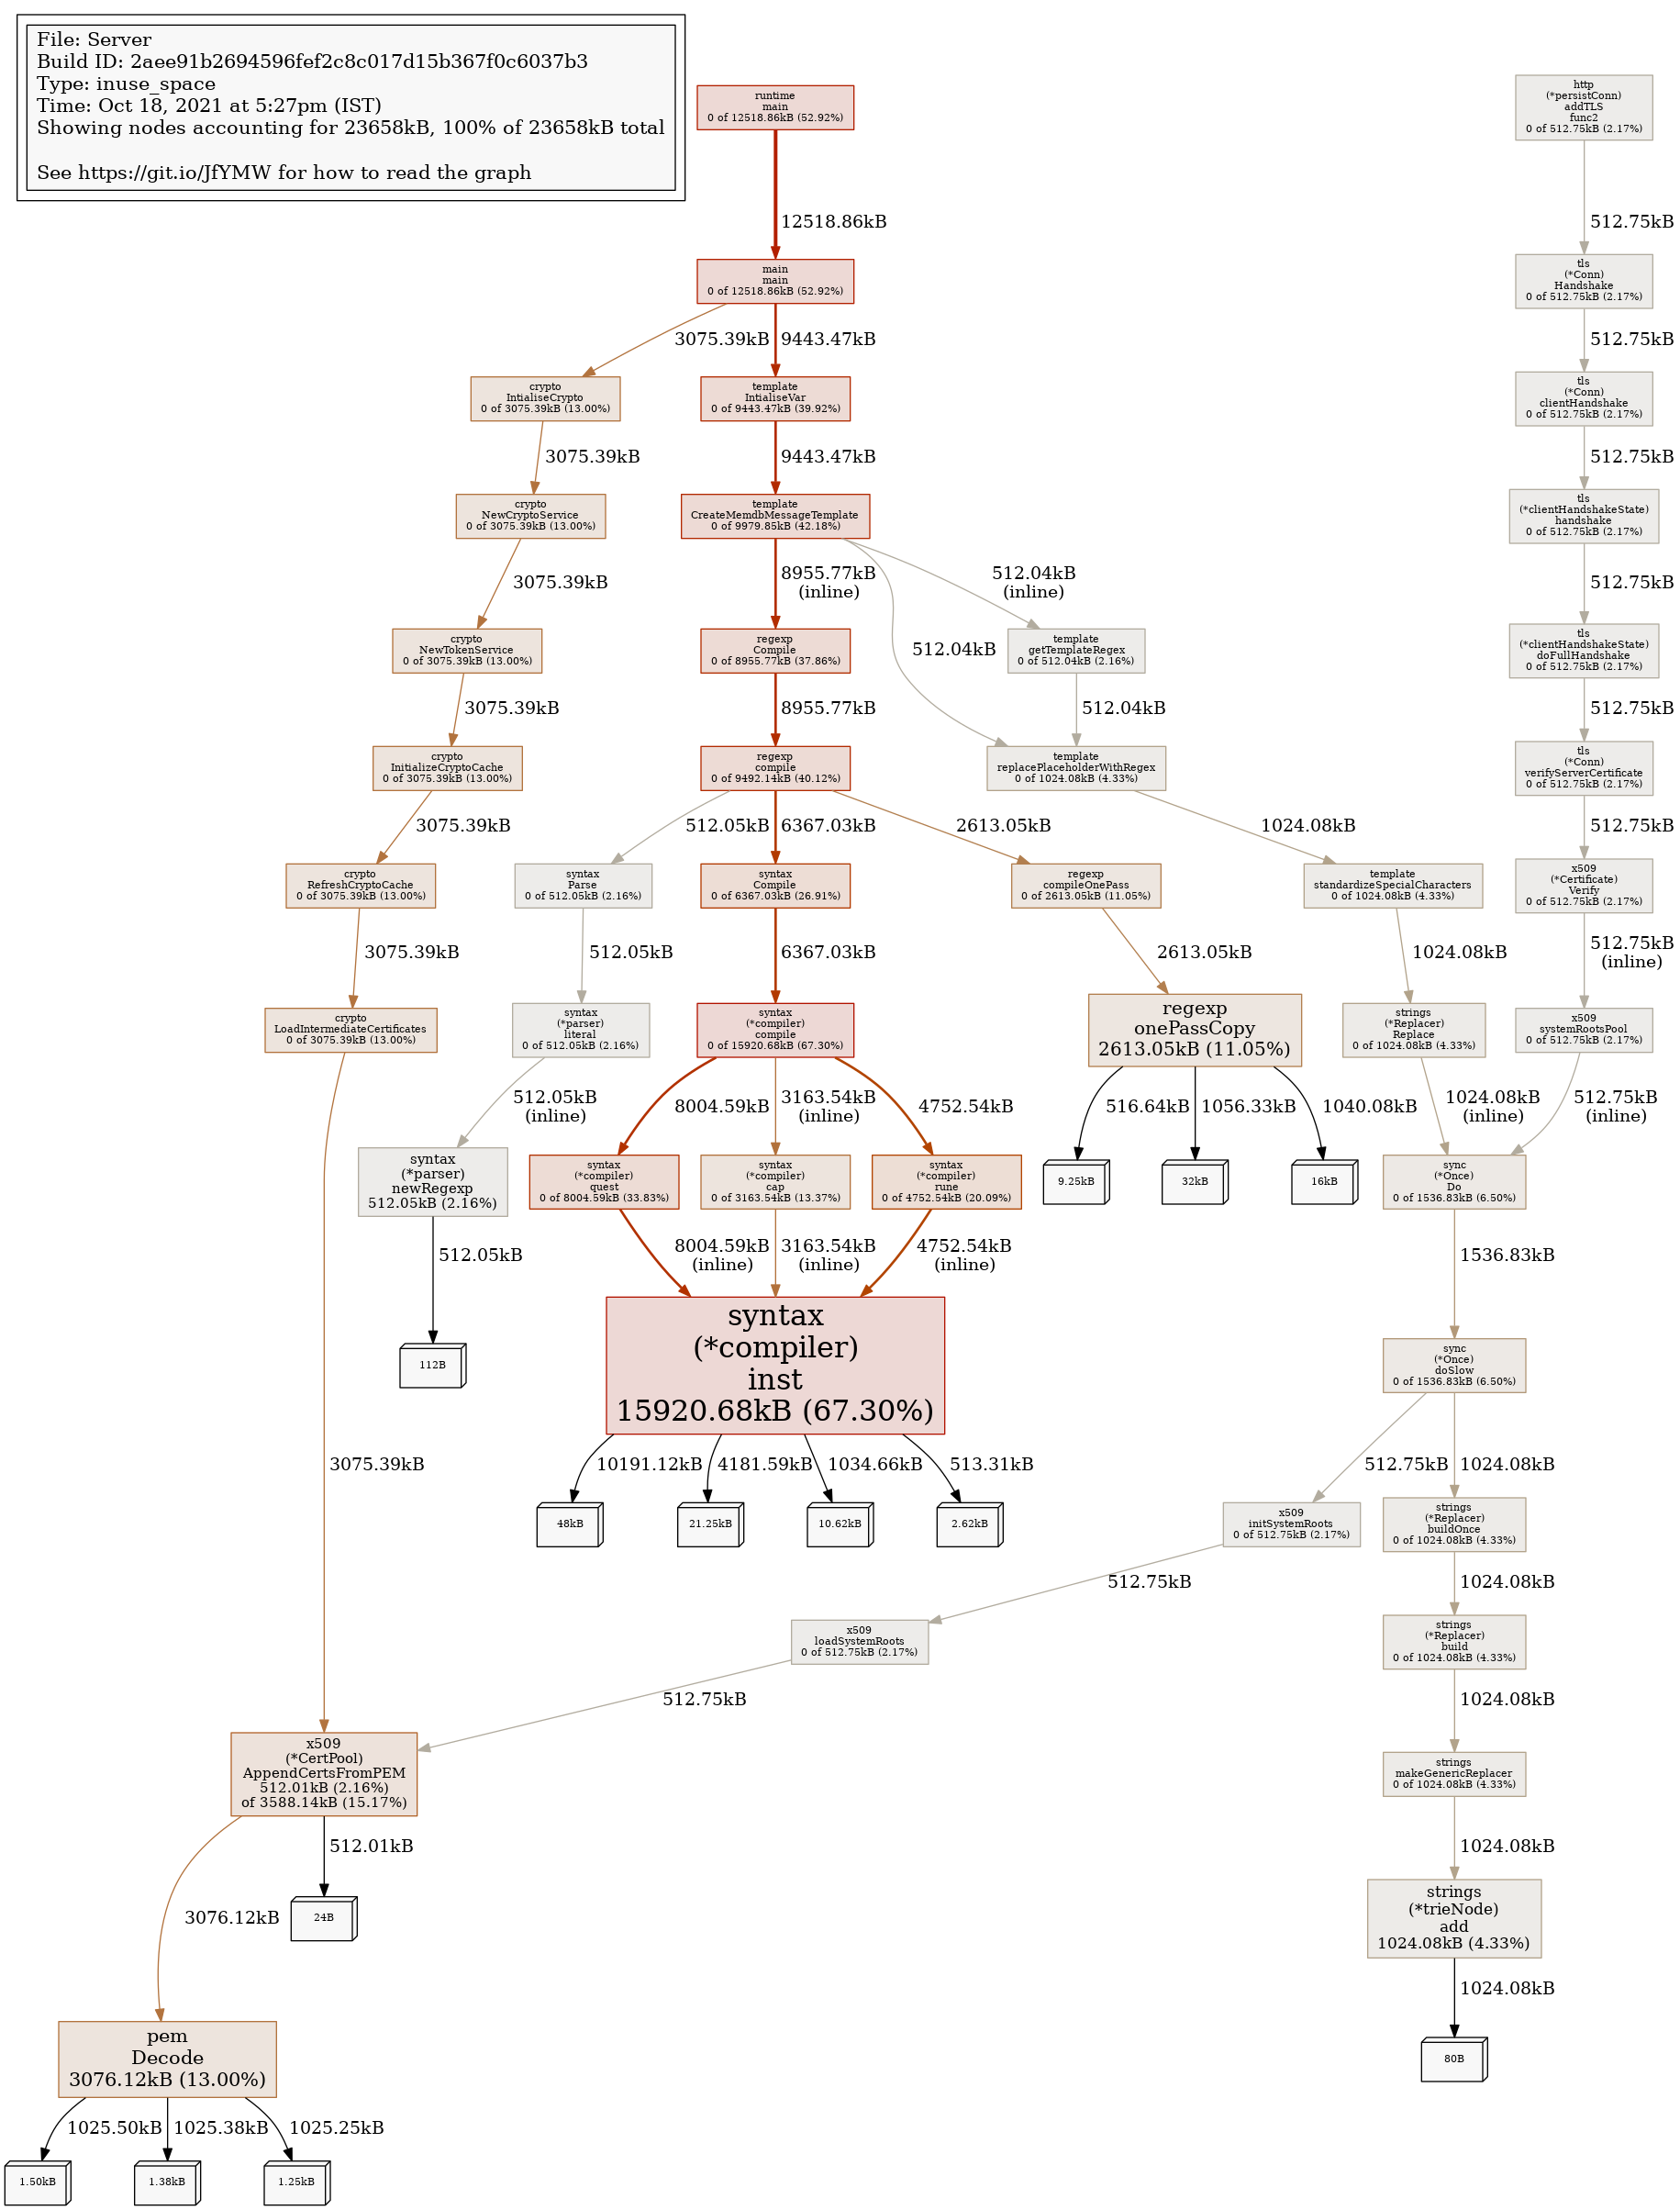 File: Server
Build ID: 2aee91b2694596fef2c8c017d15b367f0c6037b3
Type: inuse_space
Time: Oct 18, 2021 at 5:27pm (IST)
Showing nodes accounting for 23658kB, 100% of 23658kB total
See https://git.io/JfYMW for how to read the graph
runtime
main
0 of 12518.86kB (52.92%)
http
(*persistConn)
addTLS
func2
0 of 512.75kB (2.17%)
12518.86kB
512.75kB
main
main
0 of 12518.86kB (52.92%)
tls
(*Conn)
Handshake
0 of 512.75kB (2.17%)
3075.39kB
9443.47kB
512.75kB
crypto
IntialiseCrypto
0 of 3075.39kB (13.00%)
template
IntialiseVar
0 of 9443.47kB (39.92%)
tls
(*Conn)
clientHandshake
0 of 512.75kB (2.17%)
3075.39kB
9443.47kB
512.75kB
crypto
NewCryptoService
0 of 3075.39kB (13.00%)
template
CreateMemdbMessageTemplate
0 of 9979.85kB (42.18%)
tls
(*clientHandshakeState)
handshake
0 of 512.75kB (2.17%)
3075.39kB
8955.77kB
(inline)
512.04kB
(inline)
512.75kB
crypto
NewTokenService
0 of 3075.39kB (13.00%)
regexp
Compile
0 of 8955.77kB (37.86%)
512.04kB
template
getTemplateRegex
0 of 512.04kB (2.16%)
tls
(*clientHandshakeState)
doFullHandshake
0 of 512.75kB (2.17%)
3075.39kB
8955.77kB
512.04kB
512.75kB
crypto
InitializeCryptoCache
0 of 3075.39kB (13.00%)
regexp
compile
0 of 9492.14kB (40.12%)
template
replacePlaceholderWithRegex
0 of 1024.08kB (4.33%)
tls
(*Conn)
verifyServerCertificate
0 of 512.75kB (2.17%)
3075.39kB
512.05kB
6367.03kB
2613.05kB
1024.08kB
512.75kB
crypto
RefreshCryptoCache
0 of 3075.39kB (13.00%)
syntax
Parse
0 of 512.05kB (2.16%)
syntax
Compile
0 of 6367.03kB (26.91%)
regexp
compileOnePass
0 of 2613.05kB (11.05%)
template
standardizeSpecialCharacters
0 of 1024.08kB (4.33%)
x509
(*Certificate)
Verify
0 of 512.75kB (2.17%)
3075.39kB
512.05kB
6367.03kB
2613.05kB
1024.08kB
512.75kB
(inline)
crypto
LoadIntermediateCertificates
0 of 3075.39kB (13.00%)
syntax
(*parser)
literal
0 of 512.05kB (2.16%)
syntax
(*compiler)
compile
0 of 15920.68kB (67.30%)
regexp
onePassCopy
2613.05kB (11.05%)
strings
(*Replacer)
Replace
0 of 1024.08kB (4.33%)
x509
systemRootsPool
0 of 512.75kB (2.17%)
512.05kB
(inline)
8004.59kB
3163.54kB
(inline)
4752.54kB
516.64kB
1056.33kB
1040.08kB
1024.08kB
(inline)
512.75kB
(inline)
syntax
(*parser)
newRegexp
512.05kB (2.16%)
syntax
(*compiler)
quest
0 of 8004.59kB (33.83%)
syntax
(*compiler)
cap
0 of 3163.54kB (13.37%)
syntax
(*compiler)
rune
0 of 4752.54kB (20.09%)
9.25kB
32kB
16kB
sync
(*Once)
Do
0 of 1536.83kB (6.50%)
512.05kB
8004.59kB
(inline)
3163.54kB
(inline)
4752.54kB
(inline)
1536.83kB
112B
syntax
(*compiler)
inst
15920.68kB (67.30%)
sync
(*Once)
doSlow
0 of 1536.83kB (6.50%)
3075.39kB
10191.12kB
4181.59kB
1034.66kB
513.31kB
512.75kB
1024.08kB
48kB
21.25kB
10.62kB
2.62kB
x509
initSystemRoots
0 of 512.75kB (2.17%)
strings
(*Replacer)
buildOnce
0 of 1024.08kB (4.33%)
512.75kB
1024.08kB
x509
loadSystemRoots
0 of 512.75kB (2.17%)
strings
(*Replacer)
build
0 of 1024.08kB (4.33%)
512.75kB
1024.08kB
x509
(*CertPool)
AppendCertsFromPEM
512.01kB (2.16%)
of 3588.14kB (15.17%)
strings
makeGenericReplacer
0 of 1024.08kB (4.33%)
512.01kB
1024.08kB
3076.12kB
24B
strings
(*trieNode)
add
1024.08kB (4.33%)
1024.08kB
pem
Decode
3076.12kB (13.00%)
80B
1025.50kB
1025.38kB
1025.25kB
1.50kB
1.38kB
1.25kB